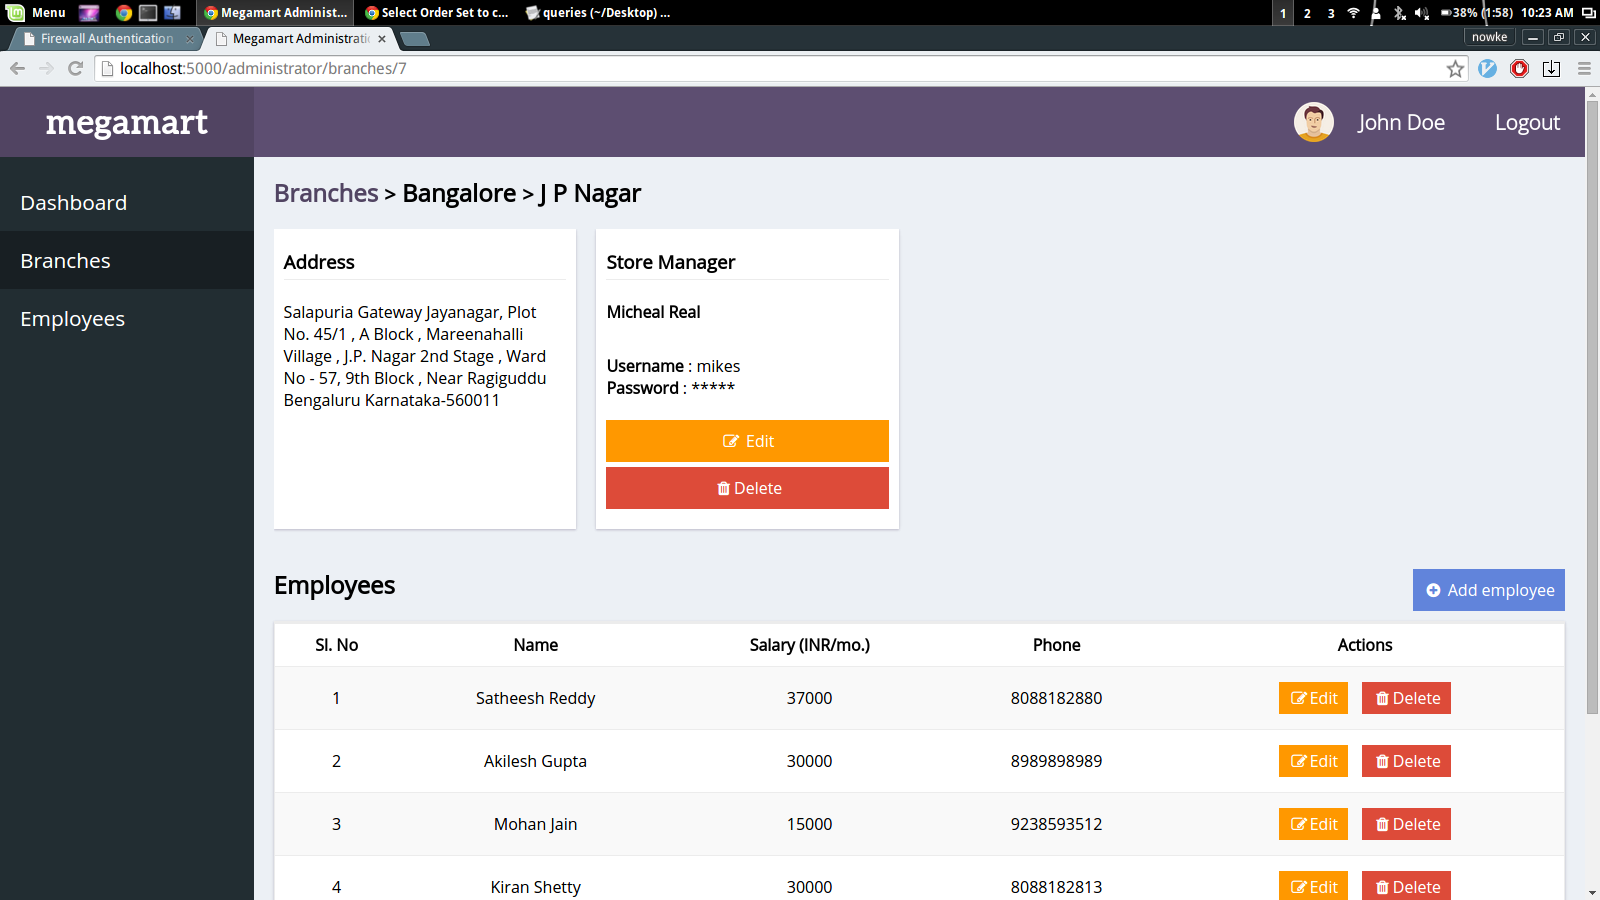 Menu
Megamart Administ...
Select Order Set to c...
queries (~/Desktop) ...
1 2 3
38% (1:58) 10:23 AM
Firewall Authentication
Megamart Administrati
nowke
localhost:5000/administrator/branches/7
megamart
John Doe
Logout
Dashboard
Branches
Employees
Branches > Bangalore > J P Nagar
Address
Salapuria Gateway Jayanagar, Plot
No. 45/1 , A Block , Mareenahalli
Village , J.P. Nagar 2nd Stage , Ward
No - 57, 9th Block , Near Ragiguddu
Bengaluru Karnataka-560011
Store Manager
Micheal Real
Username : mikes
Password : *****
Edit
Delete
Employees
Add employee
Sl. No Name Salary (INR/mo.) Phone Actions
1 Satheesh Reddy 37000 8088182880 Edit Delete
2 Akilesh Gupta 30000 8989898989 Edit Delete
3 Mohan Jain 15000 9238593512 Edit Delete
4 Kiran Shetty 30000 8088182813 Edit Delete